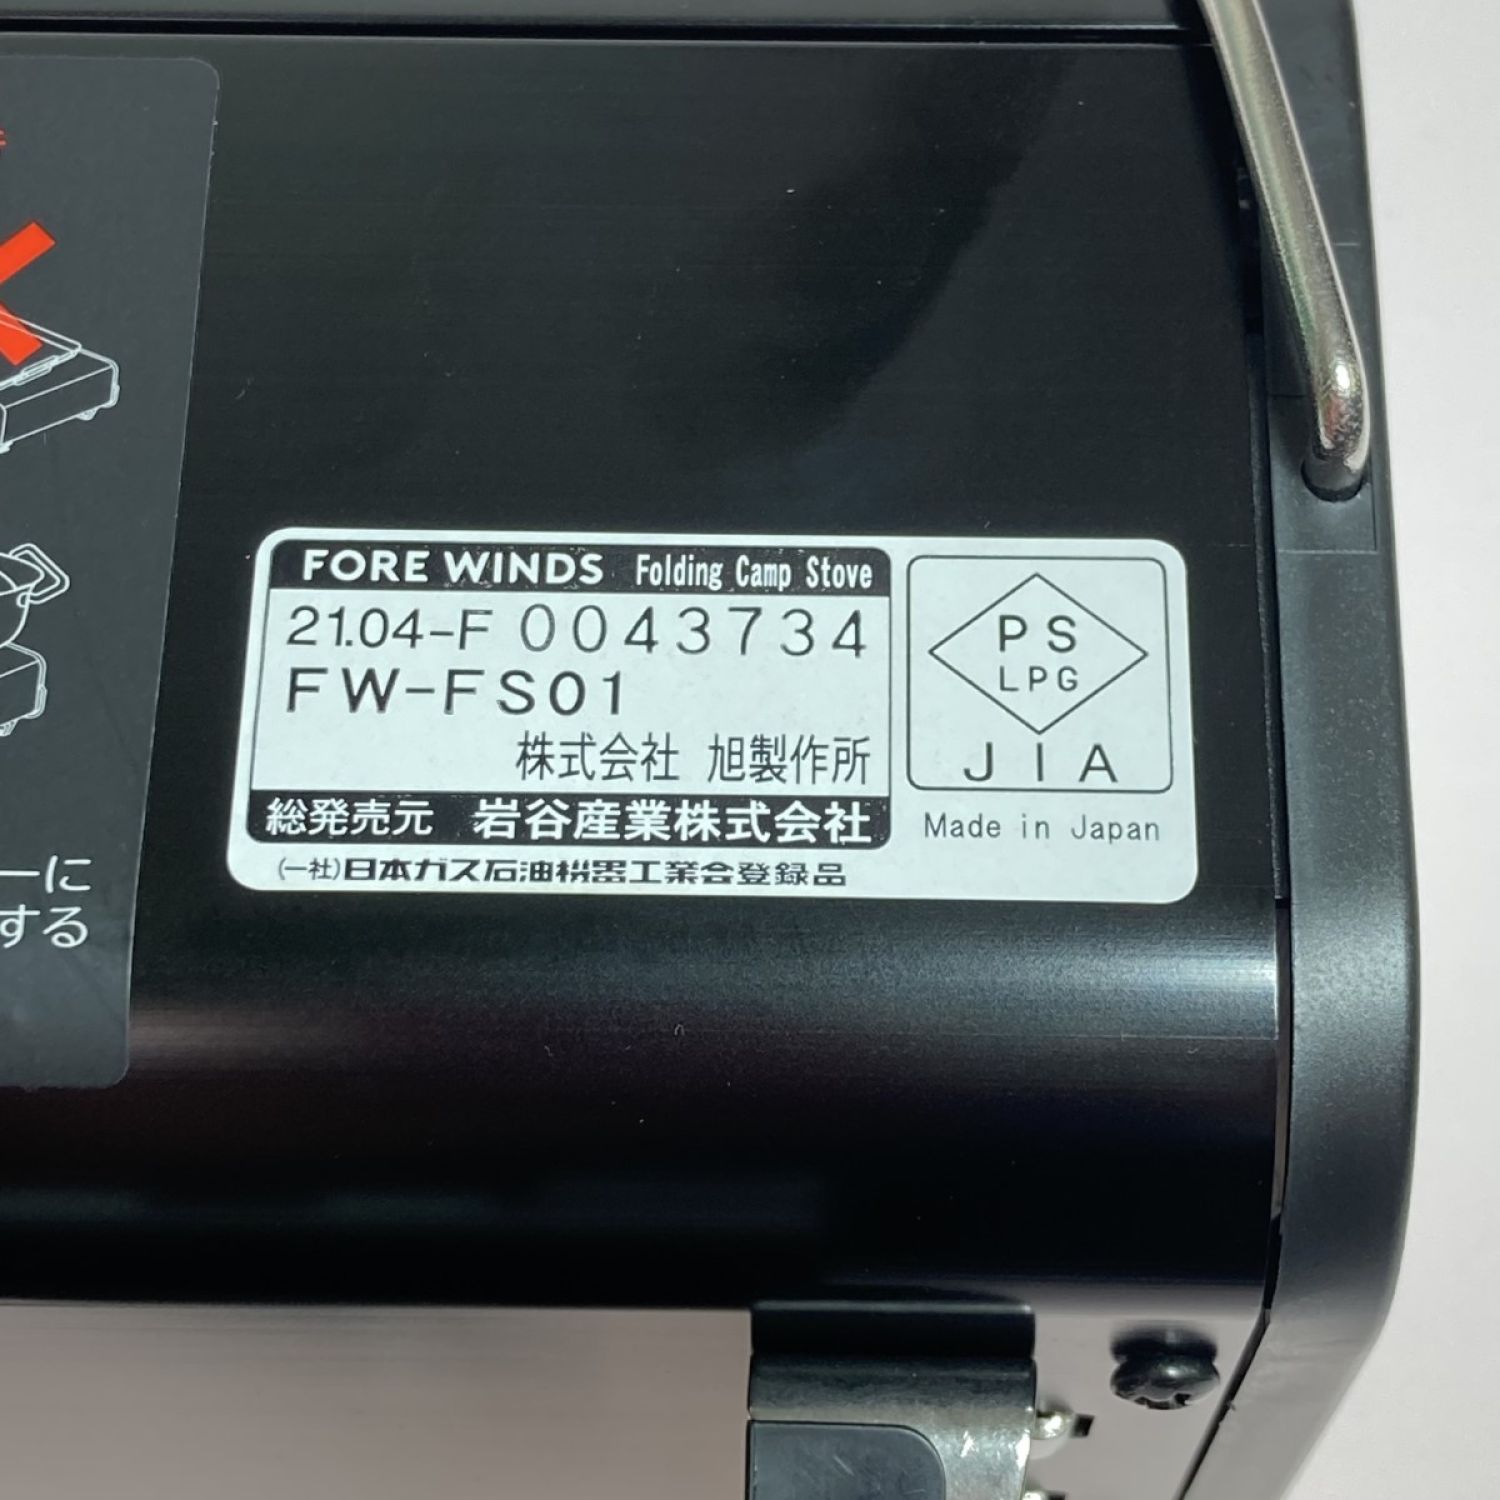 FORE WINDS Folding Camp Stove
21.04-F 0043734
FW-FS01
株式会社 旭製作所
総発売元 岩谷産業株式会社
(一社)日本ガス石油機器工業会登録品
PS
LPG
JIA
Made in Japan
ーに
する